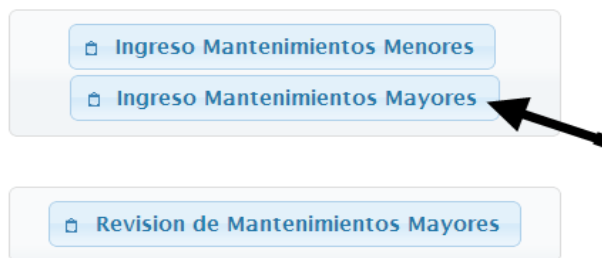 Ingreso Mantenimientos Menores
Ingreso Mantenimientos Mayores
Revision de Mantenimientos Mayores